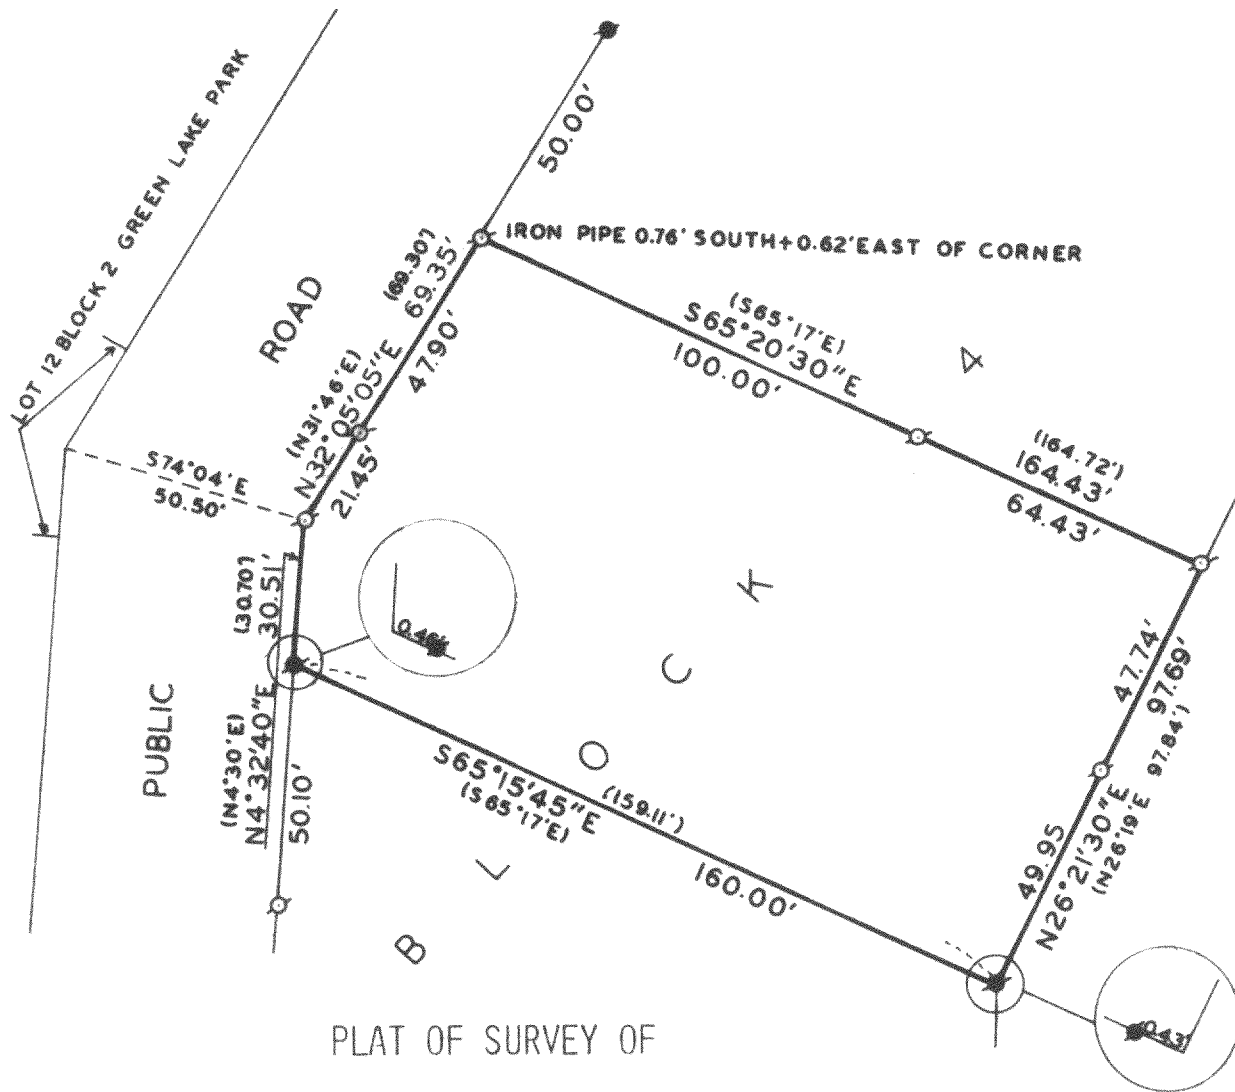 50.00'
LOT 12 BLOCK 2 GREEN LAKE PARK
IRON PIPE 0.76' SOUTH+0.62'EAST OF CORNER
ROAD
(69.30')
69.35'
47.90'
(S65°17'E)
S65°20'30"E
100.00'
4
(N31°46'E)
N32°05'05"E
21.45'
(164.72')
164.43'
64.43'
S74°04'E
50.50'
(30.70')
30.51'
0.46'
K
C
O
L
B
47.74'
97.69'
97.84')
PUBLIC
(N4°30'E)
N4°32'40"E
50.10'
S65°15'45"E
(S65°17'E)
(159.11')
160.00'
49.95
N26°21'30"E
(N26°19'E
0.43'
PLAT OF SURVEY OF